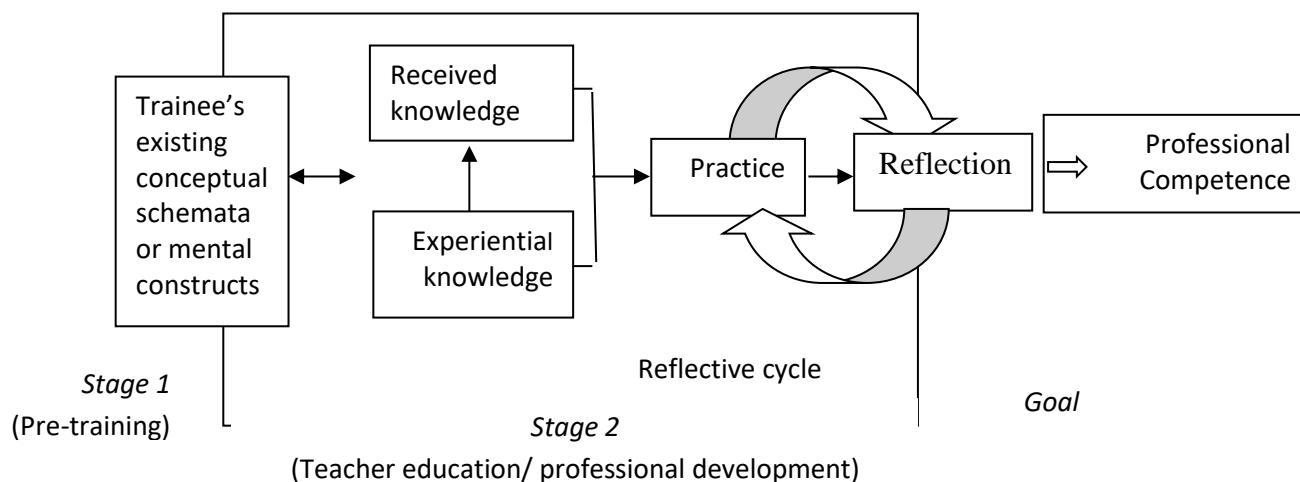 Trainee’s
existing
conceptual
schemata
or mental
constructs
Received
knowledge
Experiential
knowledge
Practice
Reflection
Professional
Competence
Reflective cycle
Stage 1
(Pre-training)
Stage 2
(Teacher education/ professional development)
Goal